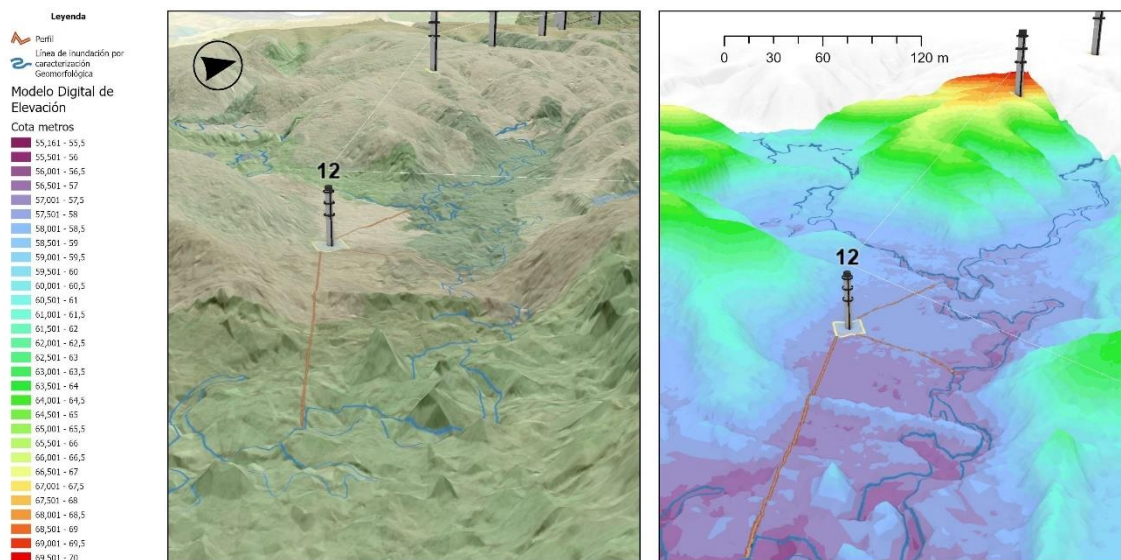 Leyenda
Perfil
Línea de inundación por
caracterización
Geomorfológica
Modelo Digital de
Elevación
Cota metros
55,161 - 55,5
55,501 - 56
56,001 - 56,5
56,501 - 57
57,001 - 57,5
57,501 - 58
58,001 - 58,5
58,501 - 59
59,001 - 59,5
59,501 - 60
60,001 - 60,5
60,501 - 61
61,001 - 61,5
61,501 - 62
62,001 - 62,5
62,501 - 63
63,001 - 63,5
63,501 - 64
64,001 - 64,5
64,501 - 65
65,001 - 65,5
65,501 - 66
66,001 - 66,5
66,501 - 67
67,001 - 67,5
67,501 - 68
68,001 - 68,5
68,501 - 69
69,001 - 69,5
69,501 - 70
12
0 30 60 120 m
12